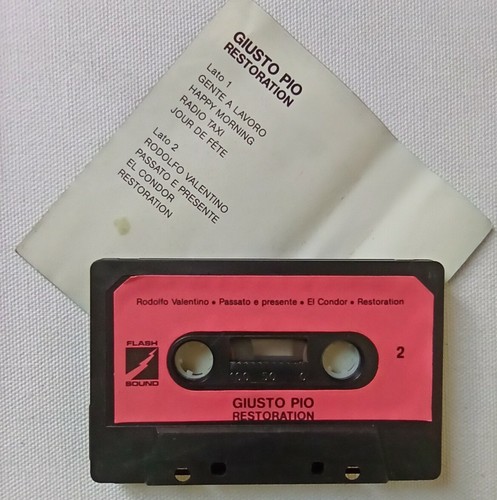 GIUSTO PIO
RESTORATION
Lato 1
GENTE A LAVORO
HAPPY MORNING
RADIO TAXI
JOUR DE FÊTE
Lato 2
RODOLFO VALENTINO
PASSATO E PRESENTE
EL CONDOR
RESTORATION
Rodolfo Valentino ▪ Passato e presente ▪ El Condor ▪ Restoration
FLASH
SOUND
2
GIUSTO PIO
RESTORATION